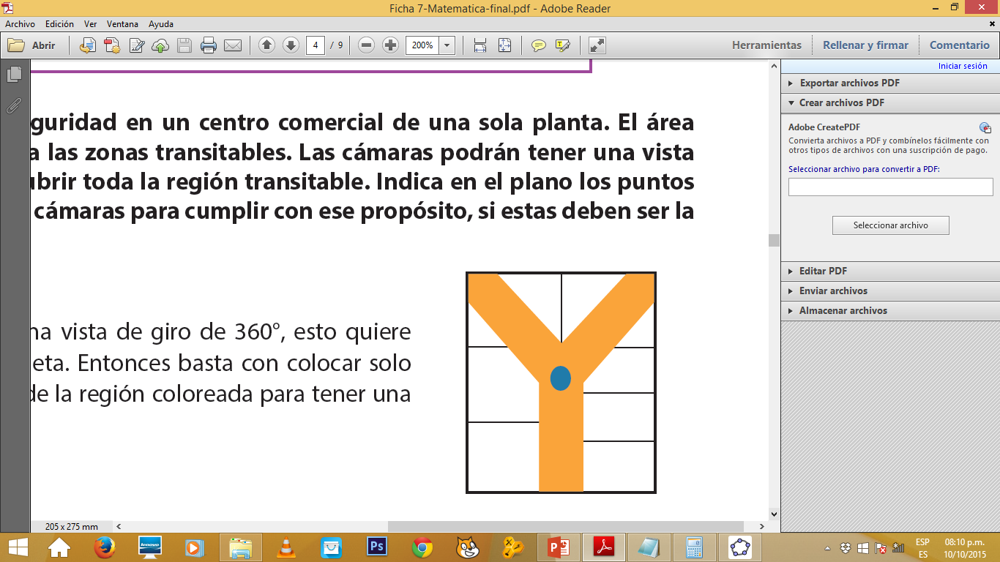 Ficha 7-Matematica-final.pdf - Adobe Reader
Archivo Edición Ver Ventana Ayuda
Abrir 4 / 9 200% Herramientas Rellenar y firmar Comentario
Iniciar sesión
Exportar archivos PDF
Crear archivos PDF
Adobe CreatePDF
Convierta archivos a PDF y combínelos fácilmente con
otros tipos de archivos con una suscripción de pago.
Seleccionar archivo para convertir a PDF:
Seleccionar archivo
Editar PDF
Enviar archivos
Almacenar archivos
guridad en un centro comercial de una sola planta. El área
a las zonas transitables. Las cámaras podrán tener una vista
ubrir toda la región transitable. Indica en el plano los puntos
cámaras para cumplir con ese propósito, si estas deben ser la
na vista de giro de 360°, esto quiere
eta. Entonces basta con colocar solo
de la región coloreada para tener una
205 x 275 mm
lenovo
Ps
ESP 08:10 p.m.
ES 10/10/2015